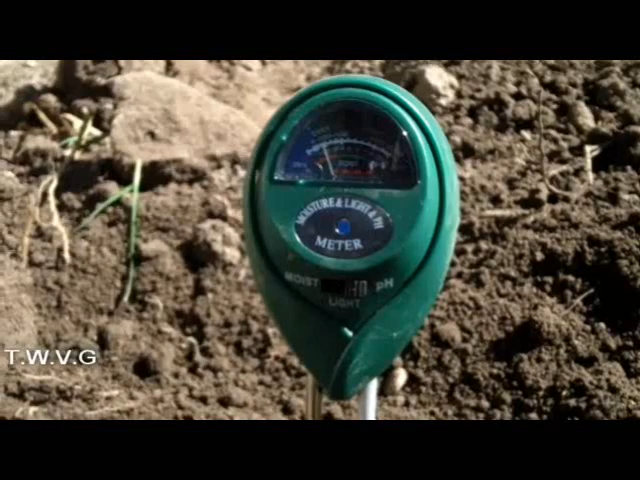 MOISTURE & LIGHT & PH
METER
MOIST
pH
LIGHT
T.W.V.G